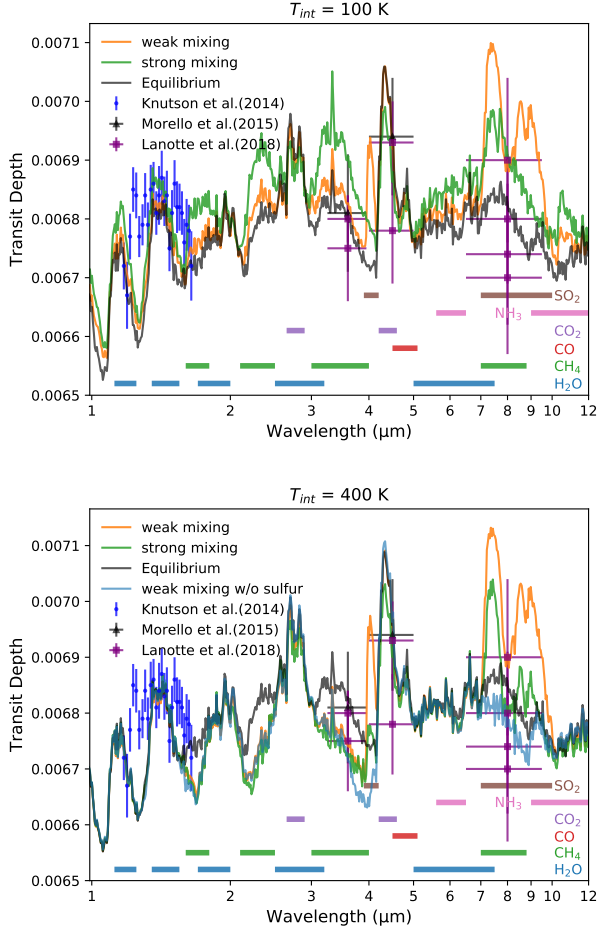 T_int = 100 K
0.0071
0.0070
0.0069
0.0068
0.0067
0.0066
0.0065
Transit Depth
weak mixing
strong mixing
Equilibrium
Knutson et al.(2014)
Morello et al.(2015)
Lanotte et al.(2018)
SO₂
NH₃
CO₂
CO
CH₄
H₂O
1 2 3 4 5 6 7 8 9 10 12
Wavelength (μm)
T_int = 400 K
0.0071
0.0070
0.0069
0.0068
0.0067
0.0066
0.0065
Transit Depth
weak mixing
strong mixing
Equilibrium
weak mixing w/o sulfur
Knutson et al.(2014)
Morello et al.(2015)
Lanotte et al.(2018)
SO₂
NH₃
CO₂
CO
CH₄
H₂O
1 2 3 4 5 6 7 8 9 10 12
Wavelength (μm)